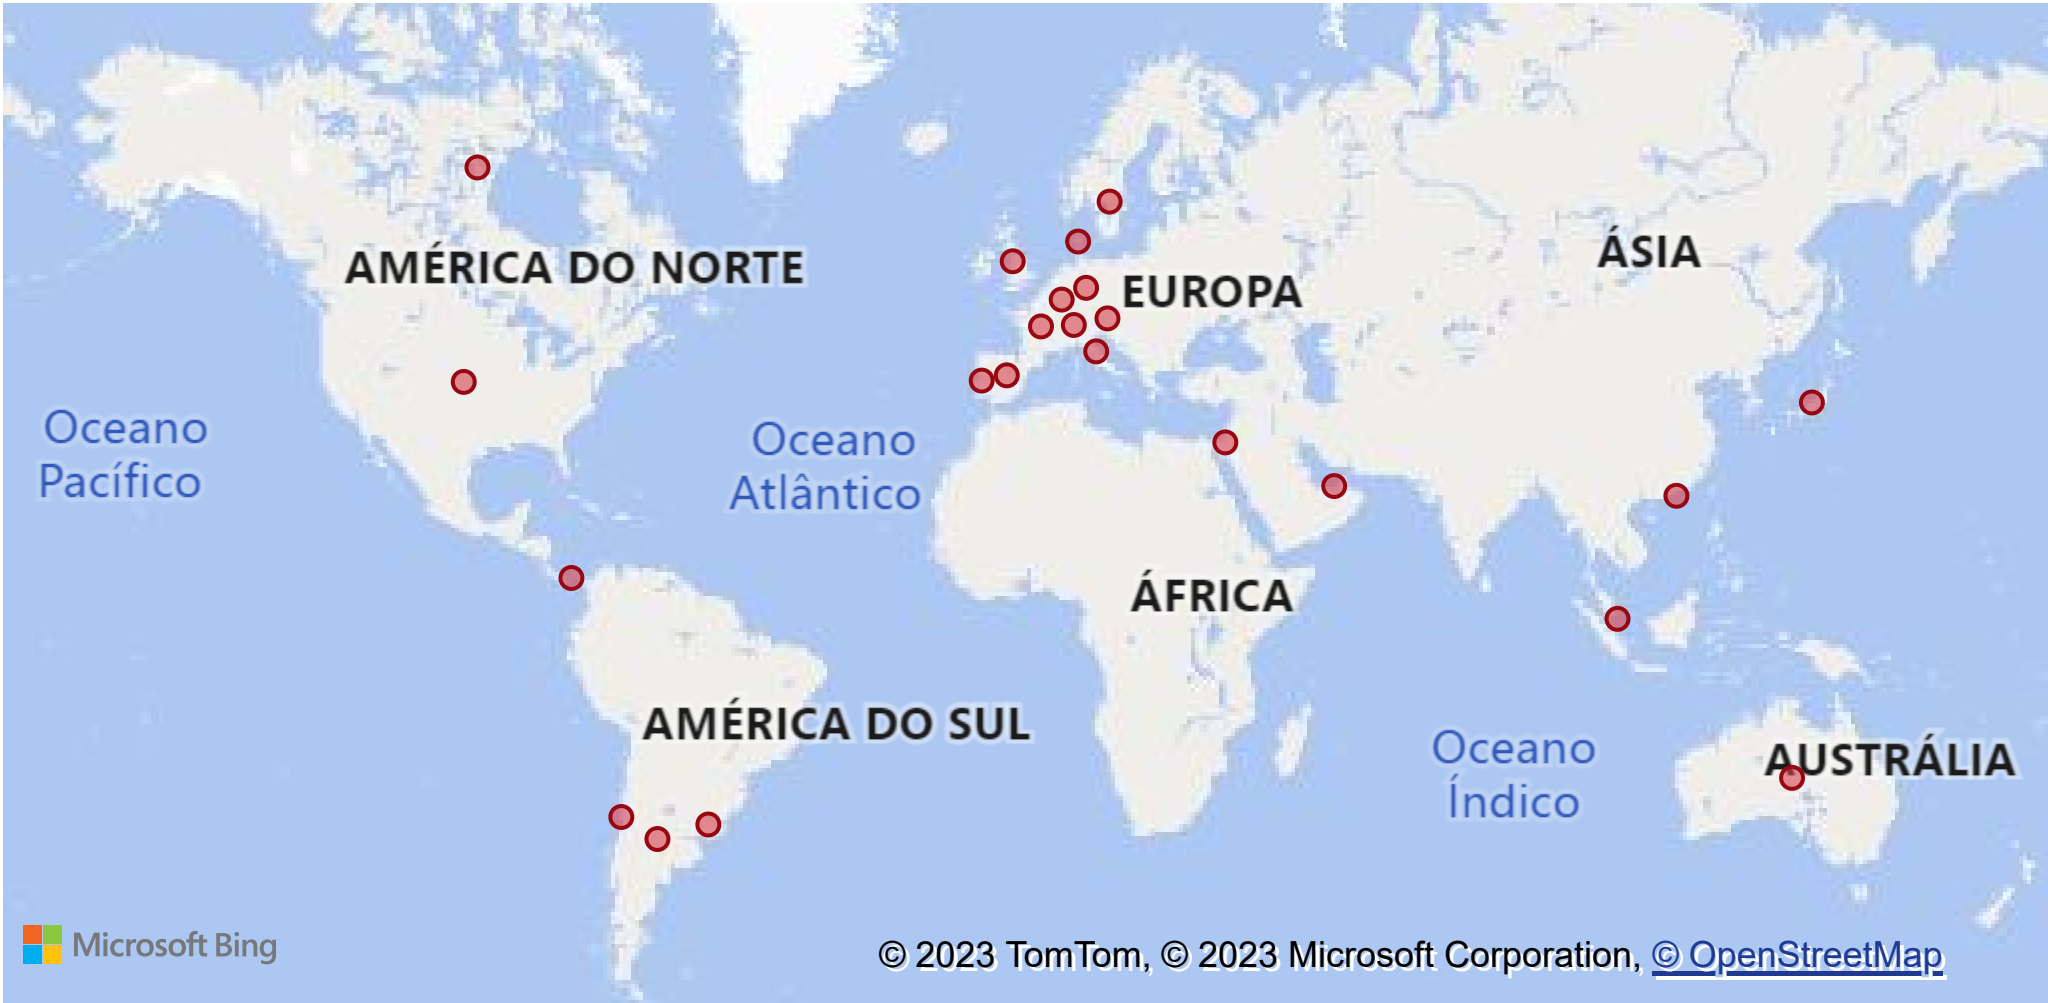 AMÉRICA DO NORTE
EUROPA
ÁSIA
Oceano
Pacífico
Oceano
Atlântico
ÁFRICA
AMÉRICA DO SUL
Oceano
Índico
AUSTRÁLIA
Microsoft Bing
© 2023 TomTom, © 2023 Microsoft Corporation, © OpenStreetMap